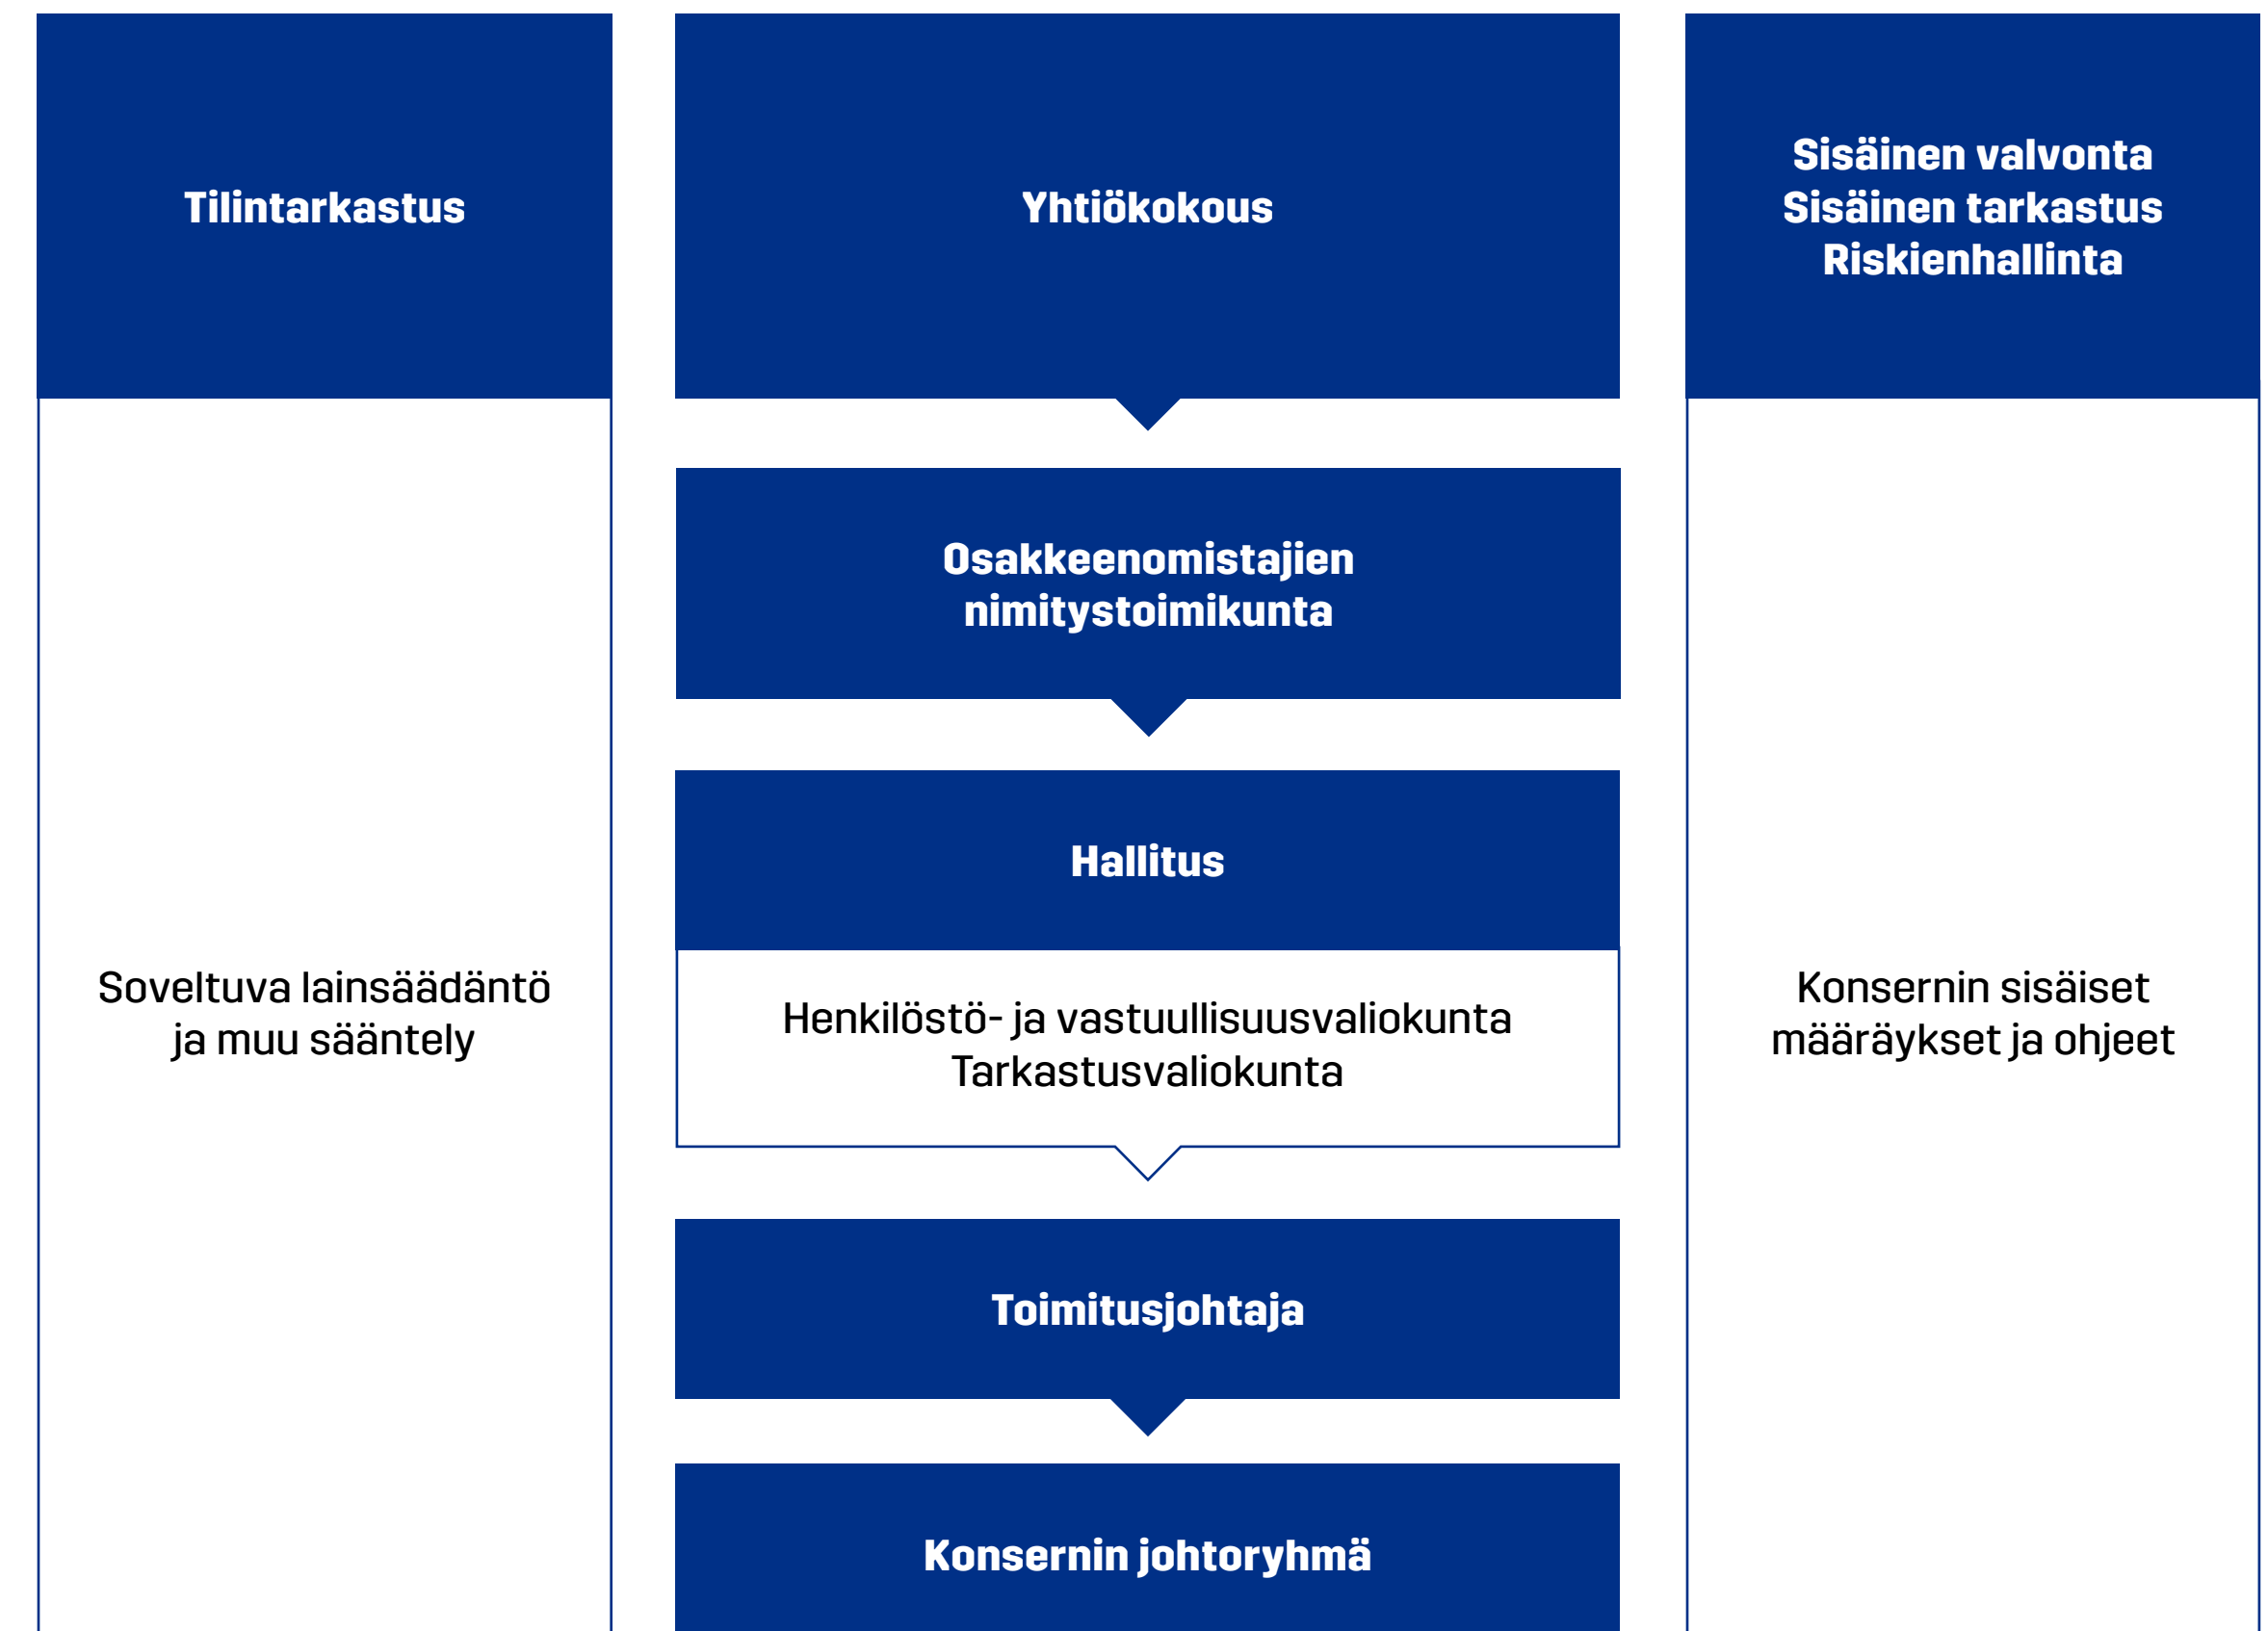 Tilintarkastus
Soveltuva lainsäädäntö
ja muu sääntely
Yhtiökokous
Osakkeenomistajien
nimitystoimikunta
Hallitus
Henkilöstö- ja vastuullisuusvaliokunta
Tarkastusvaliokunta
Toimitusjohtaja
Konsernin johtoryhmä
Sisäinen valvonta
Sisäinen tarkastus
Riskienhallinta
Konsernin sisäiset
määräykset ja ohjeet